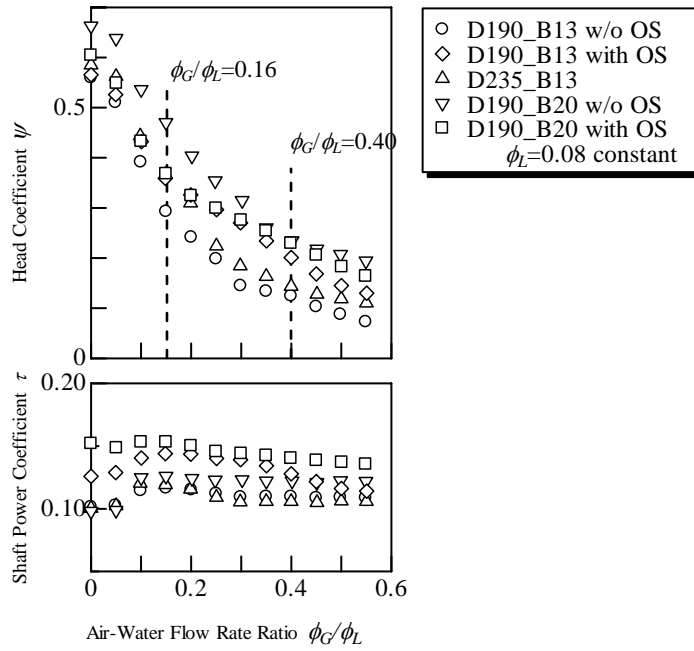 Head Coefficient ψ
0.5
0
ϕG/ϕL=0.16
ϕG/ϕL=0.40
D190_B13 w/o OS
D190_B13 with OS
D235_B13
D190_B20 w/o OS
D190_B20 with OS
ϕL=0.08 constant
Shaft Power Coefficient τ
0.20
0.10
0 0.2 0.4 0.6
Air-Water Flow Rate Ratio ϕG/ϕL